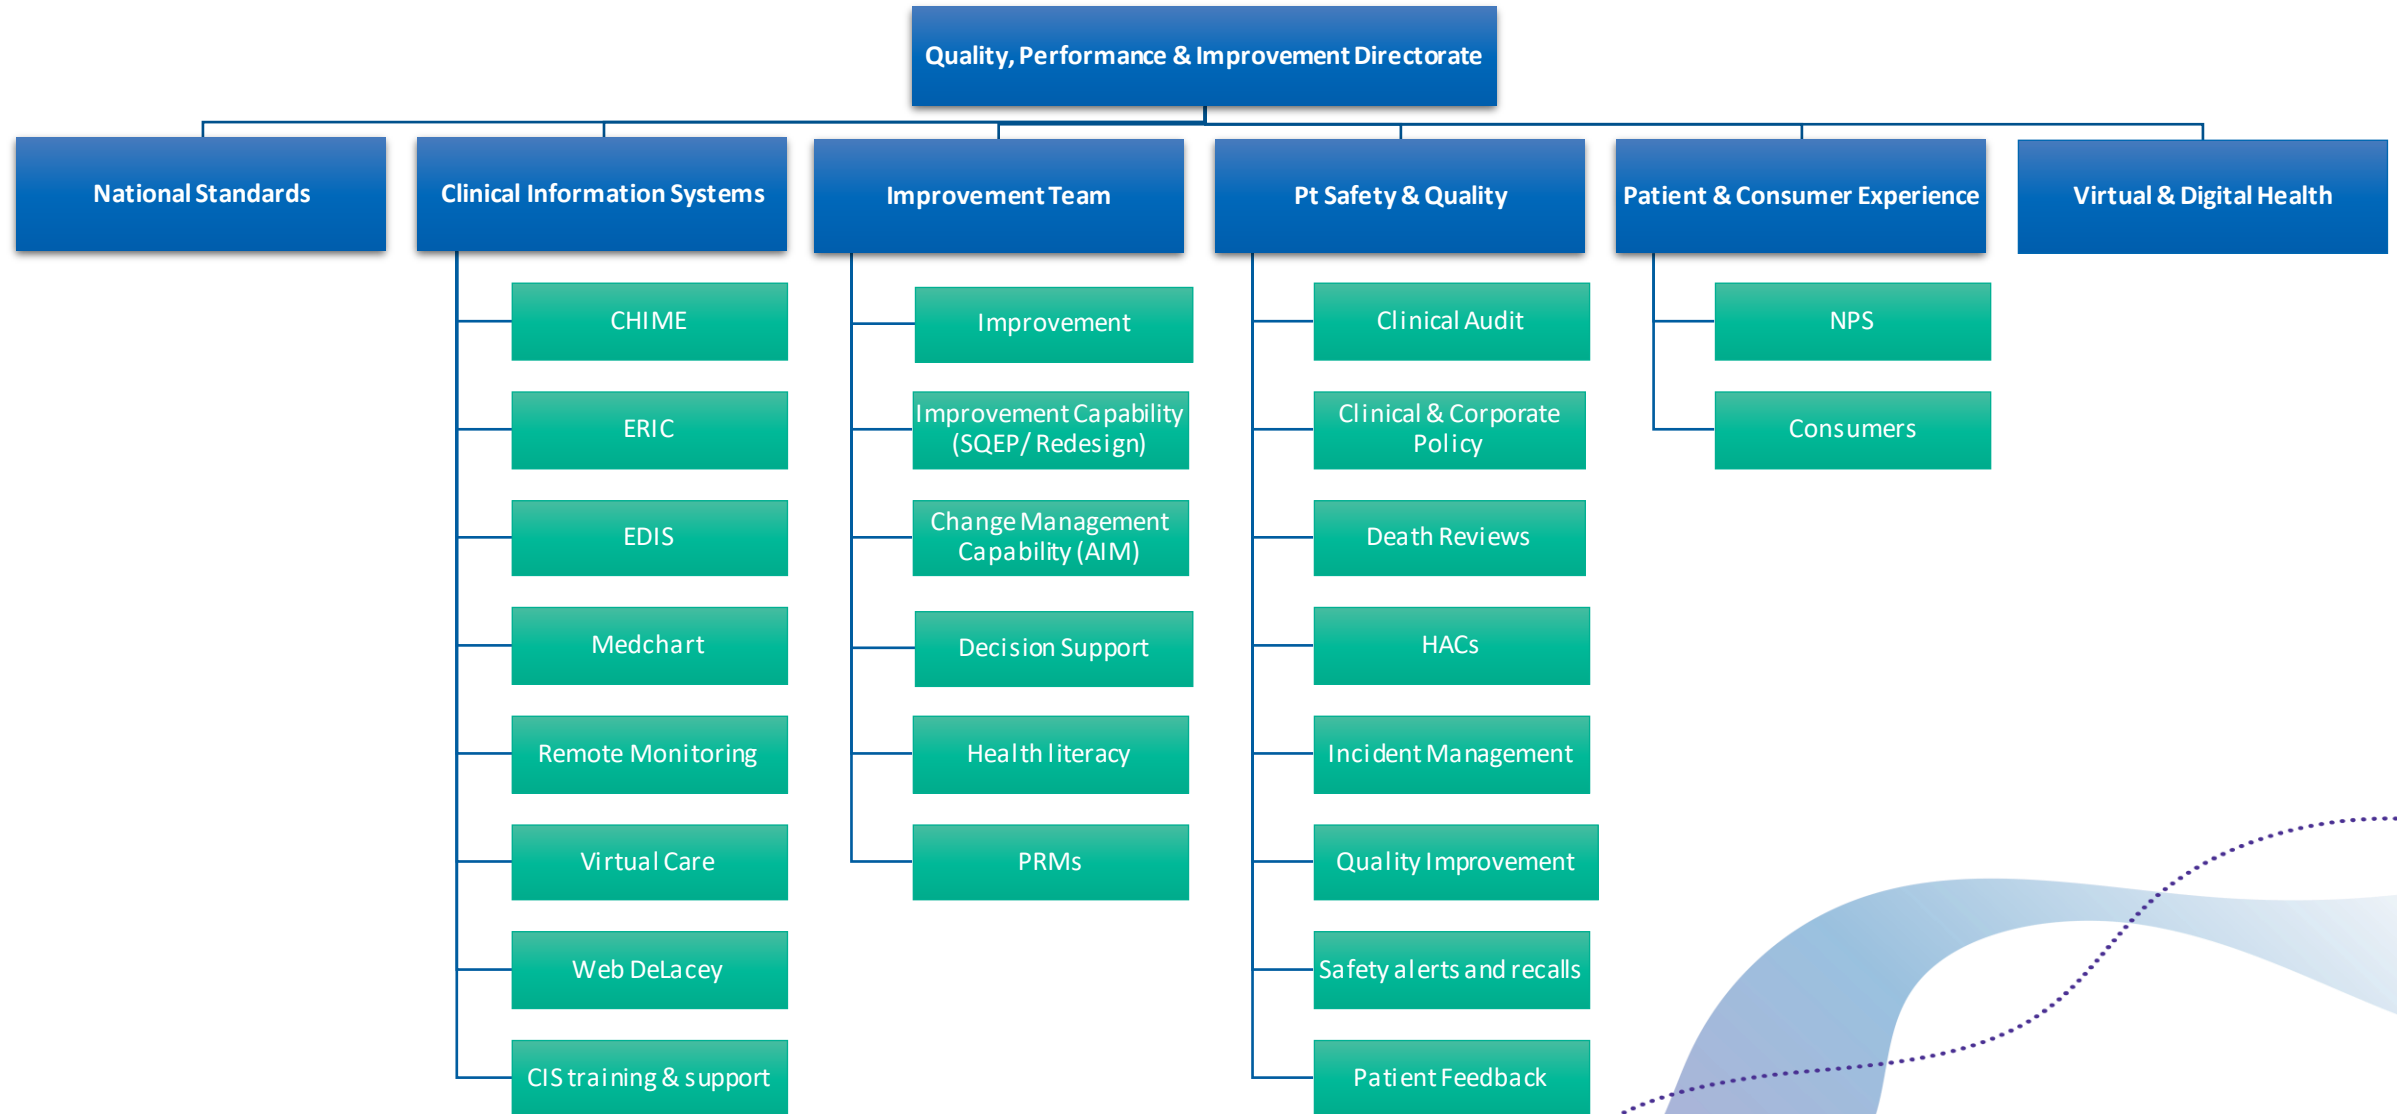 Quality, Performance & Improvement Directorate
National Standards
Clinical Information Systems
Improvement Team
Pt Safety & Quality
Patient & Consumer Experience
Virtual & Digital Health
CHIME
ERIC
EDIS
Medchart
Remote Monitoring
Virtual Care
Web DeLacey
CIS training & support
Improvement
Improvement Capability
(SQEP/ Redesign)
Change Management
Capability (AIM)
Decision Support
Health literacy
PRMs
Clinical Audit
Clinical & Corporate
Policy
Death Reviews
HACs
Incident Management
Quality Improvement
Safety alerts and recalls
Patient Feedback
NPS
Consumers